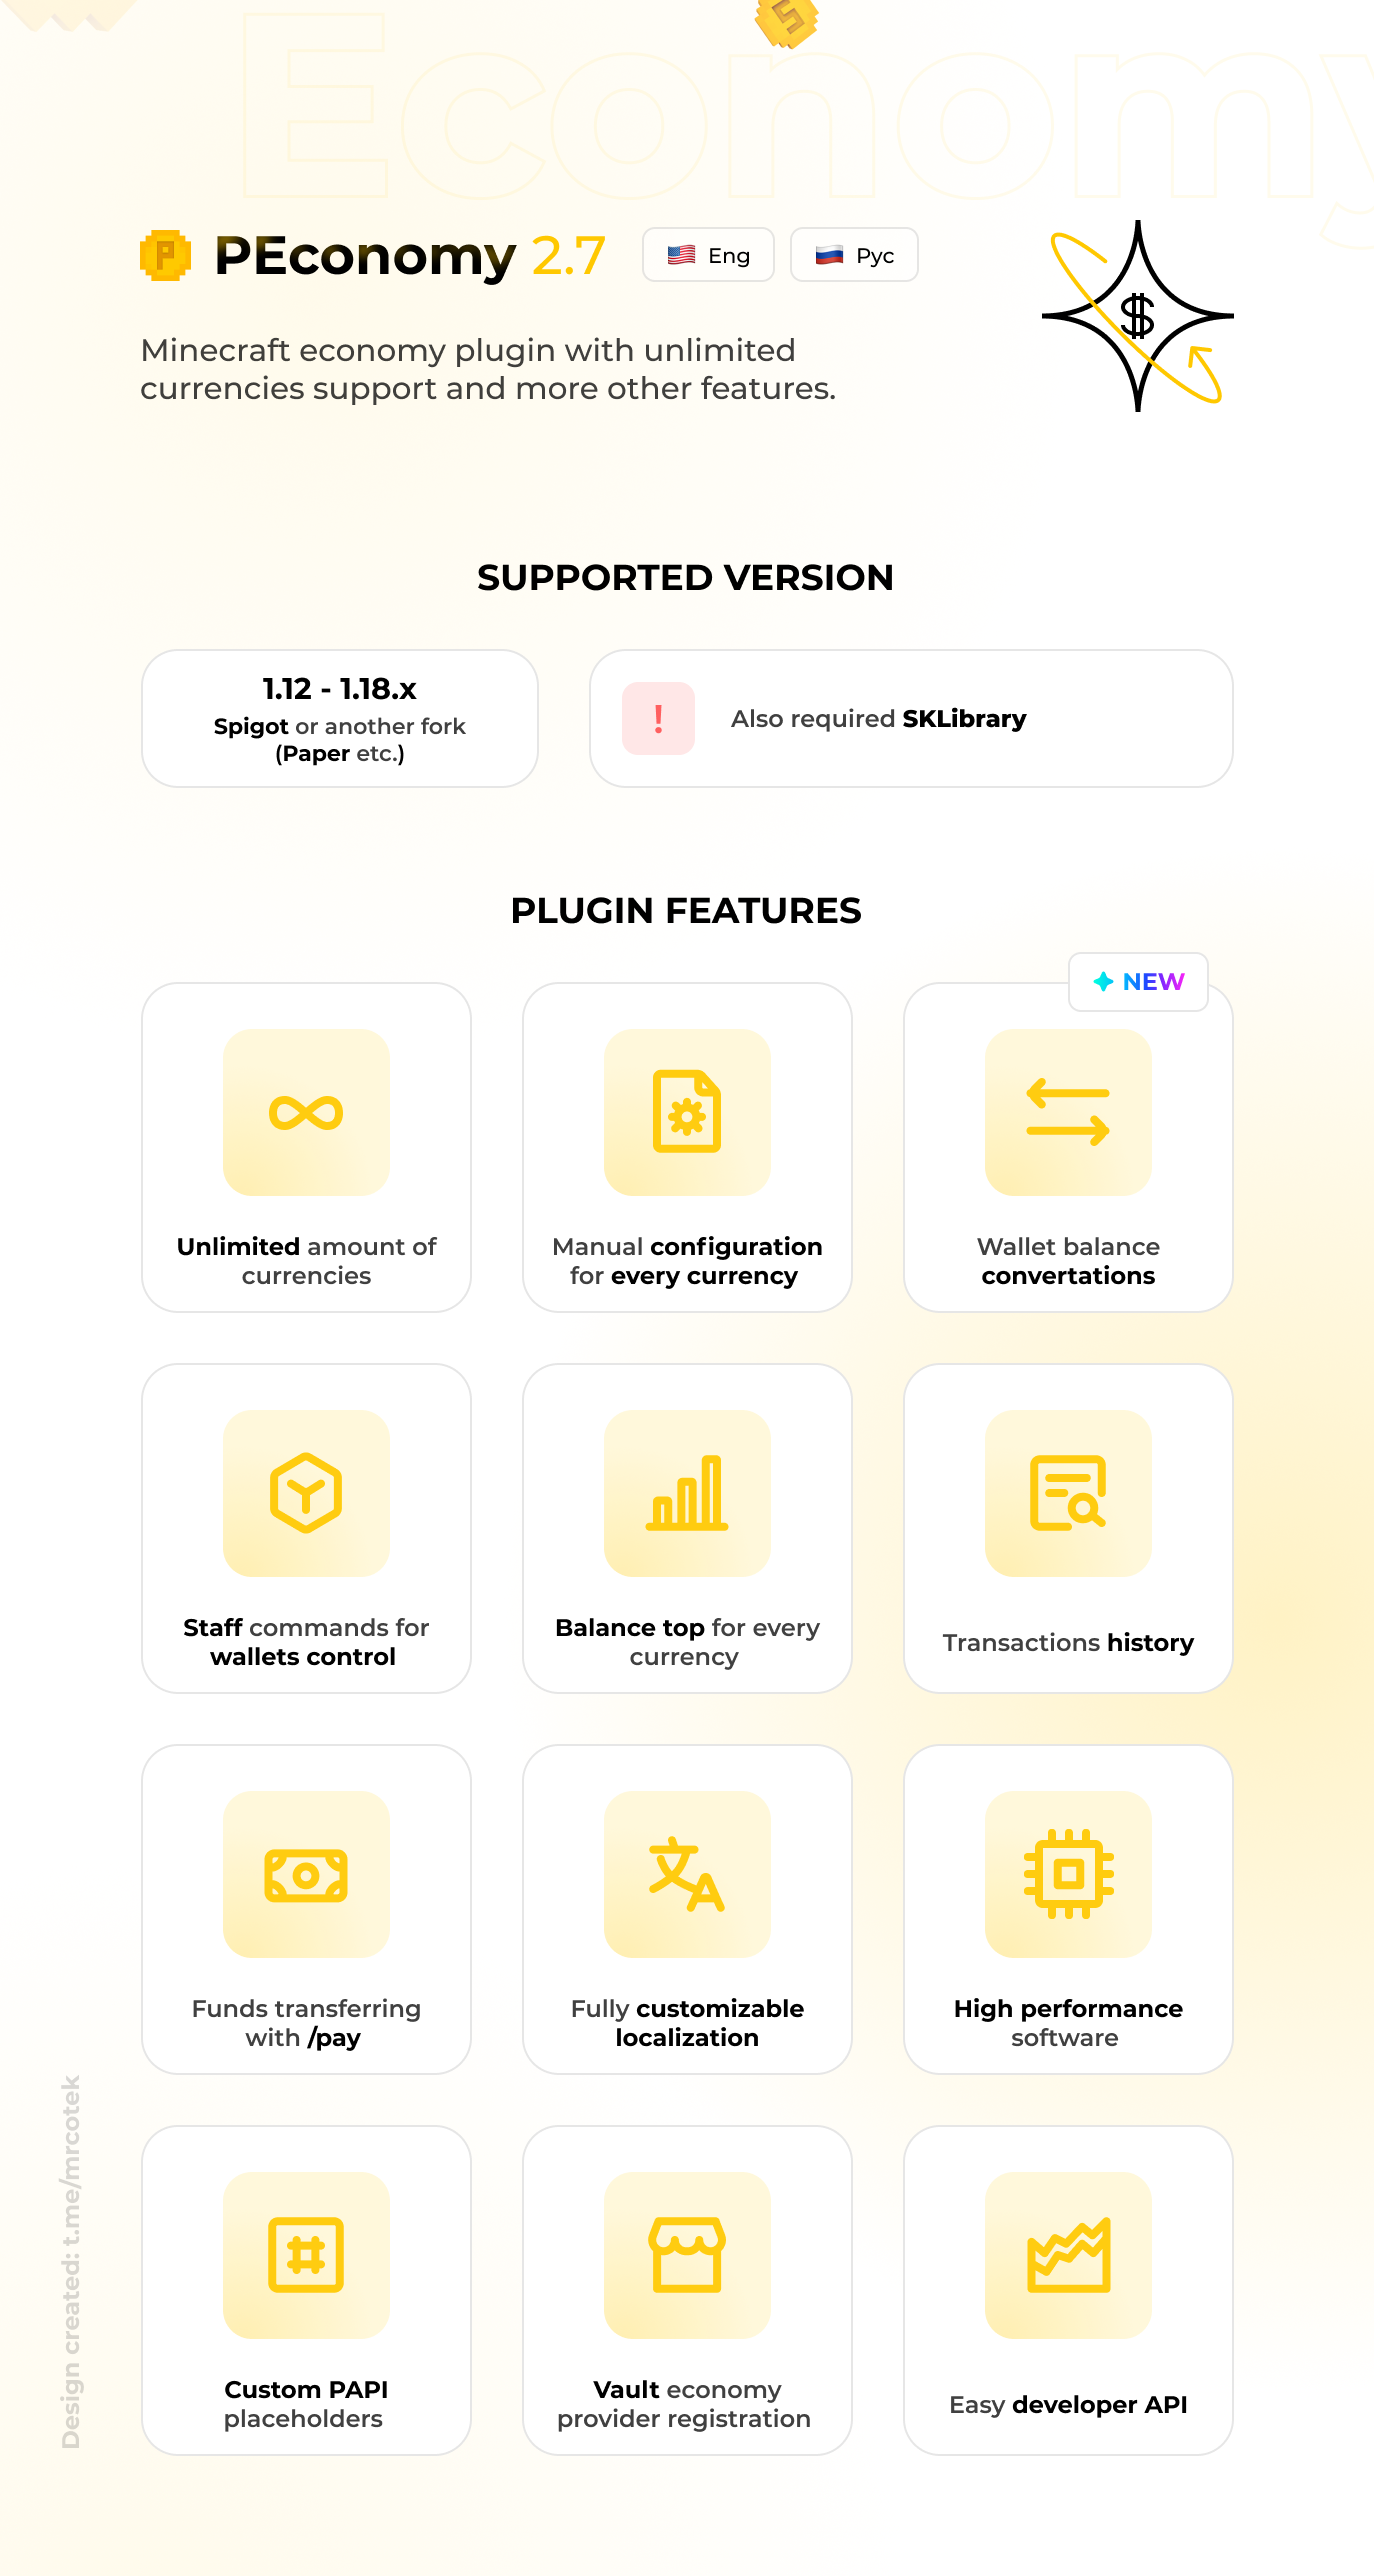 Economy
PEconomy 2.7
Eng
Рус
Minecraft economy plugin with unlimited
currencies support and more other features.
SUPPORTED VERSION
1.12 - 1.18.x
Spigot or another fork
(Paper etc.)
! Also required SKLibrary
PLUGIN FEATURES
NEW
Unlimited amount of
currencies
Manual configuration
for every currency
Wallet balance
convertations
Staff commands for
wallets control
Balance top for every
currency
Transactions history
Funds transferring
with /pay
Fully customizable
localization
High performance
software
Custom PAPI
placeholders
Vault economy
provider registration
Easy developer API
Design created: t.me/mrcotek